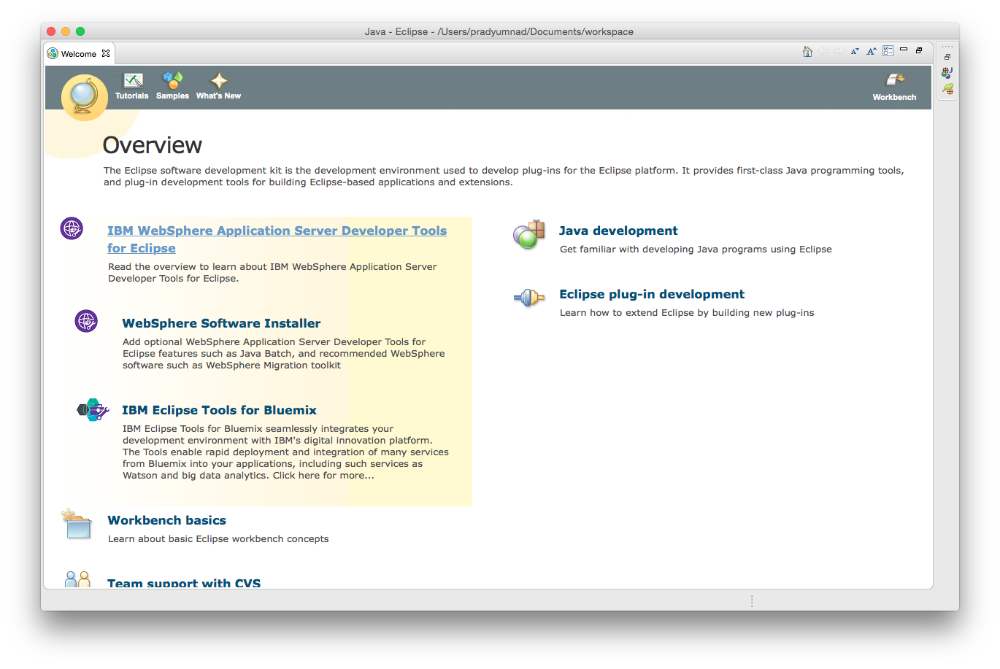 Java - Eclipse - /Users/pradyumnad/Documents/workspace
Welcome
Tutorials
Samples
What's New
Workbench
Overview
The Eclipse software development kit is the development environment used to develop plug-ins for the Eclipse platform. It provides first-class Java programming tools,
and plug-in development tools for building Eclipse-based applications and extensions.
IBM WebSphere Application Server Developer Tools
for Eclipse
Read the overview to learn about IBM WebSphere Application Server
Developer Tools for Eclipse.
WebSphere Software Installer
Add optional WebSphere Application Server Developer Tools for
Eclipse features such as Java Batch, and recommended WebSphere
software such as WebSphere Migration toolkit
IBM Eclipse Tools for Bluemix
IBM Eclipse Tools for Bluemix seamlessly integrates your
development environment with IBM's digital innovation platform.
The Tools enable rapid deployment and integration of many services
from Bluemix into your applications, including such services as
Watson and big data analytics. Click here for more...
Workbench basics
Learn about basic Eclipse workbench concepts
Team support with CVS
Java development
Get familiar with developing Java programs using Eclipse
Eclipse plug-in development
Learn how to extend Eclipse by building new plug-ins